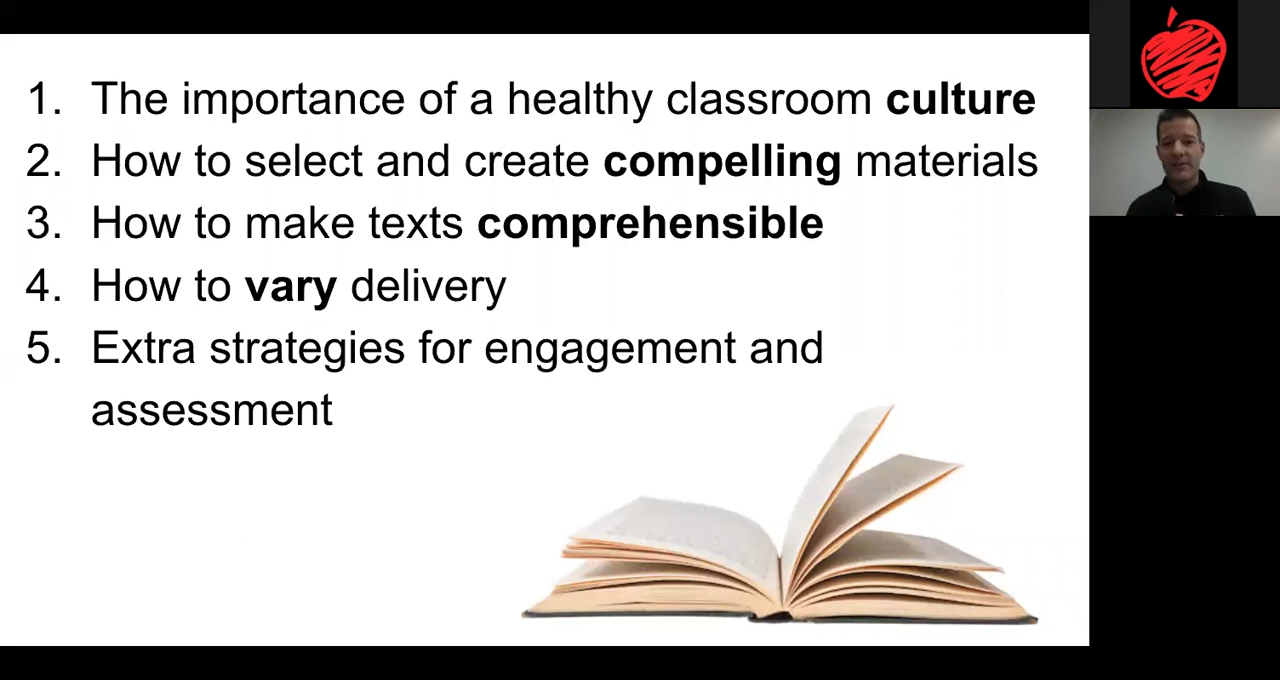 1. The importance of a healthy classroom culture
2. How to select and create compelling materials
3. How to make texts comprehensible
4. How to vary delivery
5. Extra strategies for engagement and
assessment